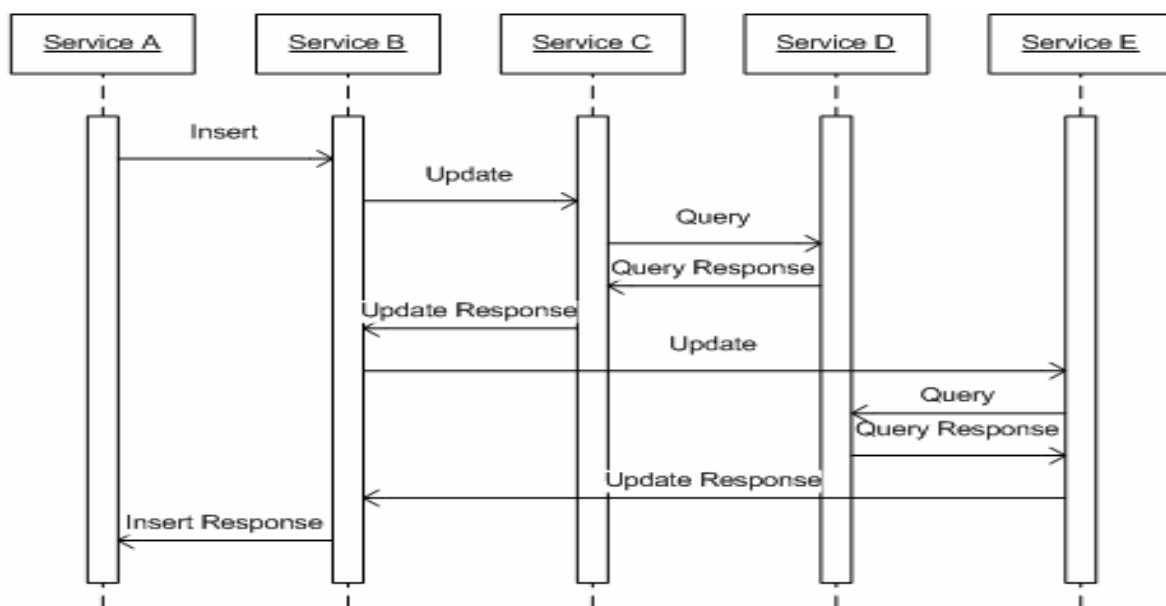 Service A
Service B
Service C
Service D
Service E
Insert
Update
Query
Query Response
Update Response
Update
Query
Query Response
Update Response
Insert Response